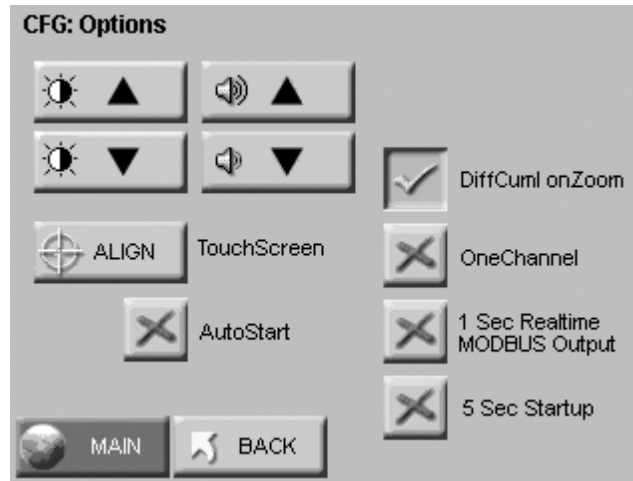 CFG: Options
DiffCuml onZoom
ALIGN
TouchScreen
OneChannel
AutoStart
1 Sec Realtime
MODBUS Output
5 Sec Startup
MAIN
BACK